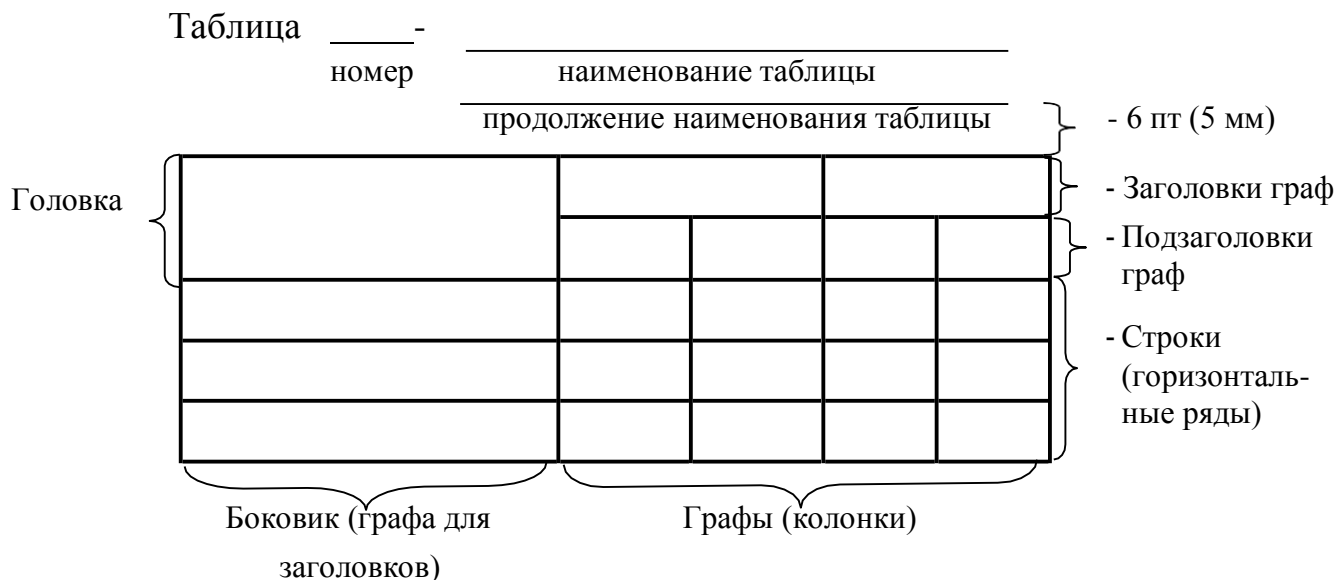 Таблица _____-
номер наименование таблицы
продолжение наименования таблицы
- 6 пт (5 мм)
Головка
- Заголовки граф
- Подзаголовки
граф
- Строки
(горизонталь-
ные ряды)
Боковик (графа для
заголовков)
Графы (колонки)